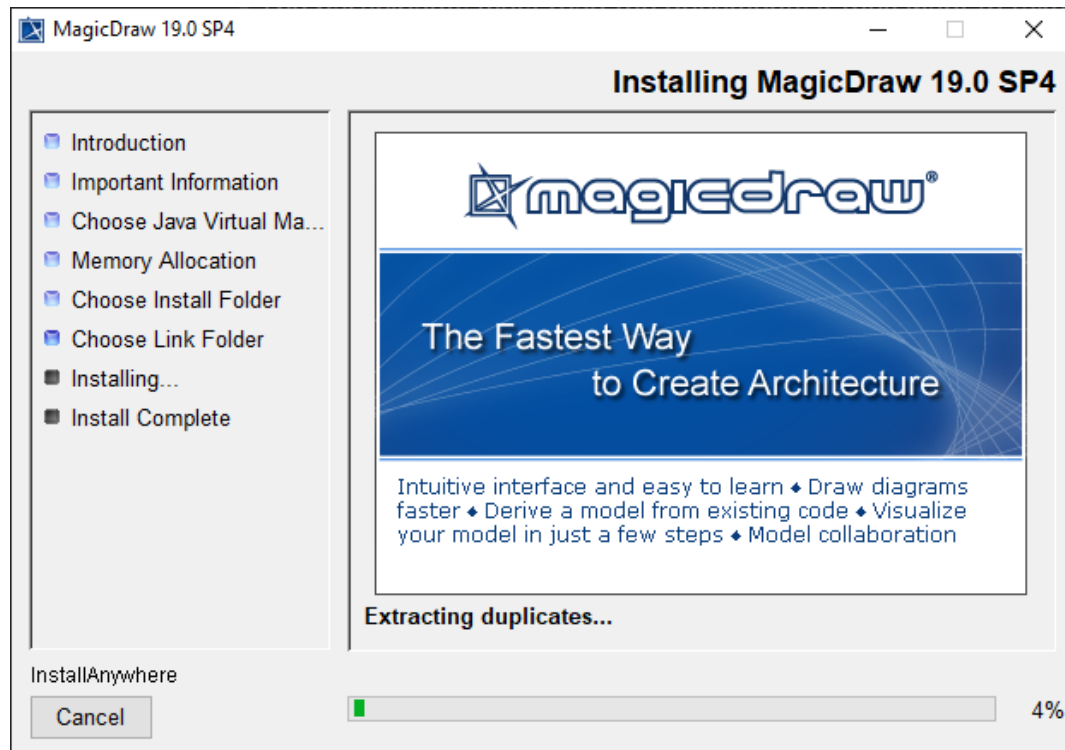 MagicDraw 19.0 SP4
Installing MagicDraw 19.0 SP4
Introduction
Important Information
Choose Java Virtual Ma...
Memory Allocation
Choose Install Folder
Choose Link Folder
Installing...
Install Complete
magicdraw®
The Fastest Way
to Create Architecture
Intuitive interface and easy to learn ◆ Draw diagrams
faster ◆ Derive a model from existing code ◆ Visualize
your model in just a few steps ◆ Model collaboration
Extracting duplicates...
InstallAnywhere
Cancel
4%